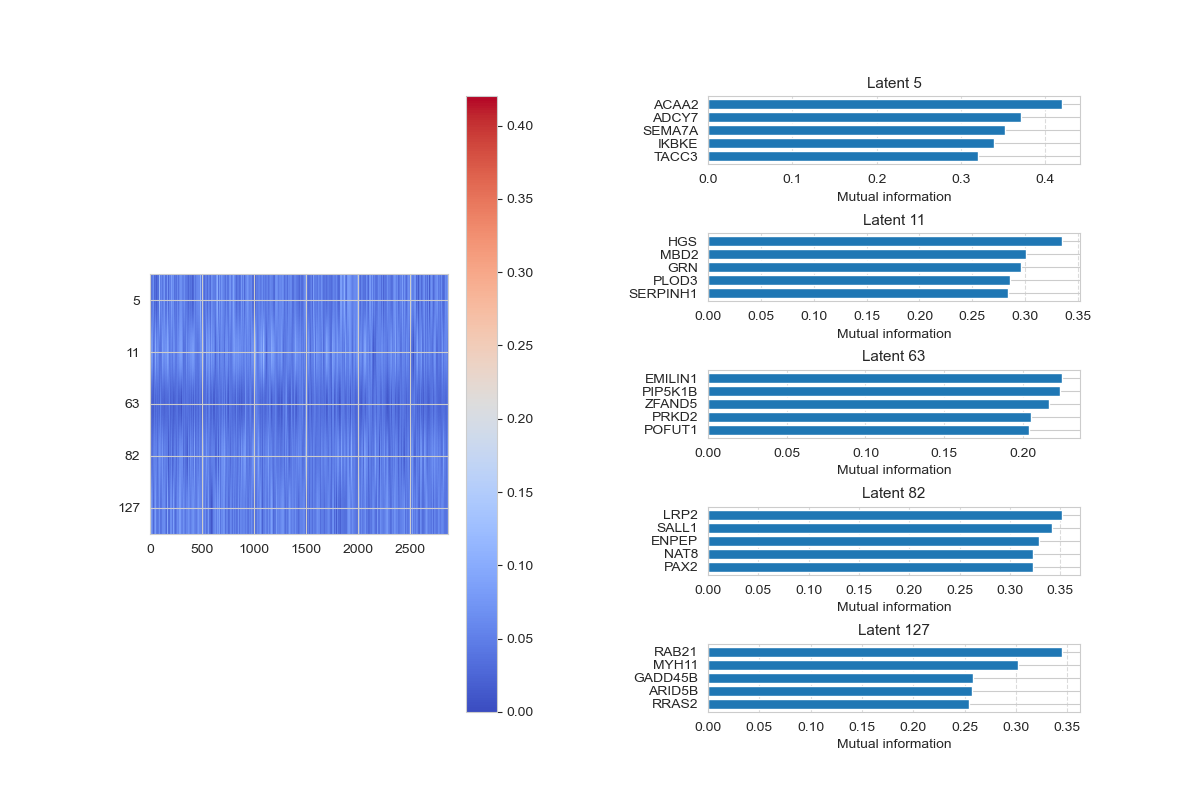 0.40
0.35
0.30
0.25
0.20
0.15
0.10
0.05
0.00
5
11
63
82
127
0 500 1000 1500 2000 2500
Latent 5
ACAA2
ADCY7
SEMA7A
IKBKE
TACC3
0.0 0.1 0.2 0.3 0.4
Mutual information
Latent 11
HGS
MBD2
GRN
PLOD3
SERPINH1
0.00 0.05 0.10 0.15 0.20 0.25 0.30 0.35
Mutual information
Latent 63
EMILIN1
PIP5K1B
ZFAND5
PRKD2
POFUT1
0.00 0.05 0.10 0.15 0.20
Mutual information
Latent 82
LRP2
SALL1
ENPEP
NAT8
PAX2
0.00 0.05 0.10 0.15 0.20 0.25 0.30 0.35
Mutual information
Latent 127
RAB21
MYH11
GADD45B
ARID5B
RRAS2
0.00 0.05 0.10 0.15 0.20 0.25 0.30 0.35
Mutual information